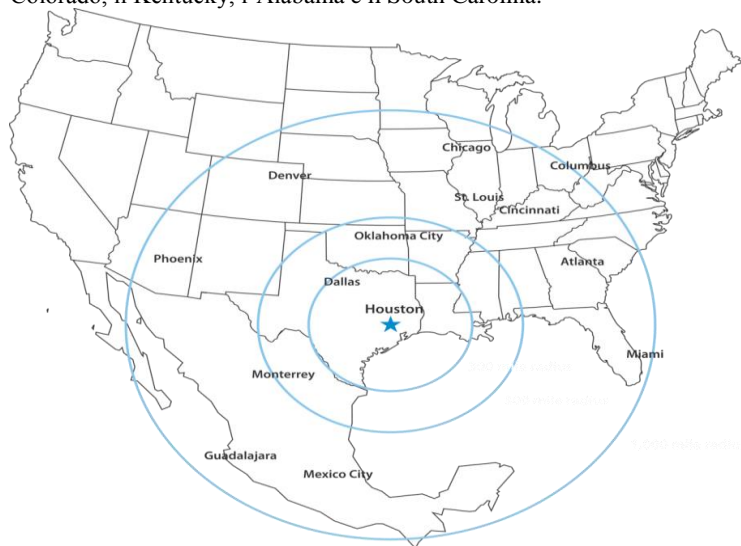 Colorado, il Kentucky, l'Alabama e il South Carolina.
Chicago
Columbus
Denver
St. Louis
Cincinnati
Oklahoma City
Phoenix
Atlanta
Dallas
Houston
Miami
Monterrey
Guadalajara
Mexico City